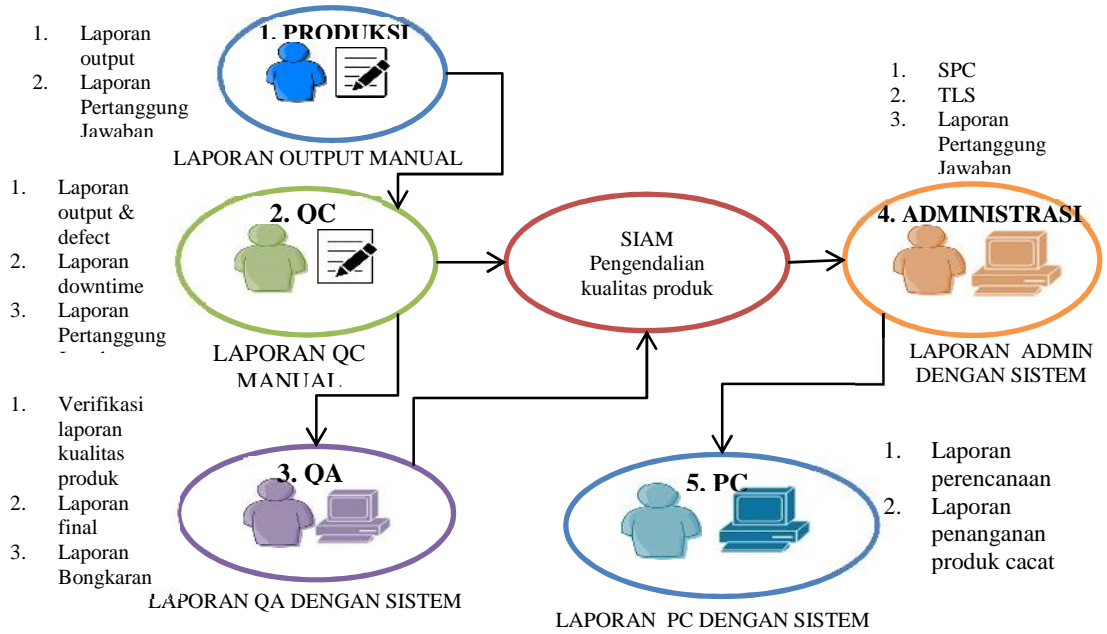 1. Laporan
output
2. Laporan
Pertanggung
Jawaban
1. PRODUKSI
LAPORAN OUTPUT MANUAL
1. SPC
2. TLS
3. Laporan
Pertanggung
Jawaban
1. Laporan
output &
defect
2. Laporan
downtime
3. Laporan
Pertanggung
2. QC
LAPORAN QC
MANUAL
SIAM
Pengendalian
kualitas produk
4. ADMINISTRASI
LAPORAN ADMIN
DENGAN SISTEM
1. Verifikasi
laporan
kualitas
produk
2. Laporan
final
3. Laporan
Bongkaran
3. QA
LAPORAN QA DENGAN SISTEM
5. PC
LAPORAN PC DENGAN SISTEM
1. Laporan
perencanaan
2. Laporan
penanganan
produk cacat